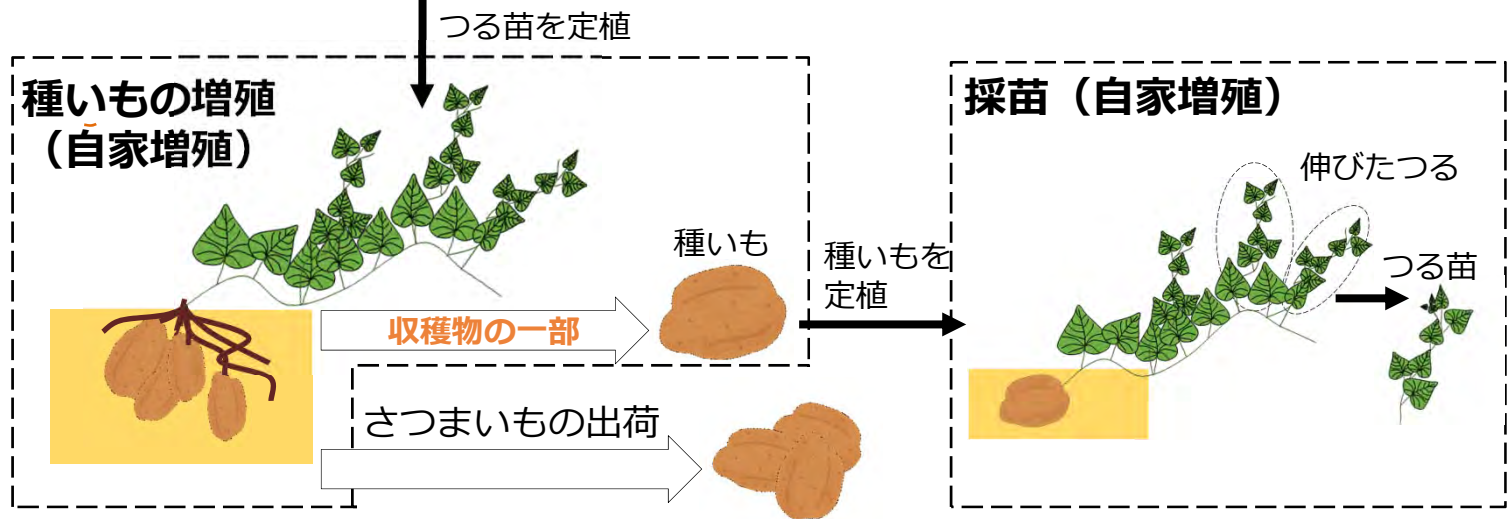 つる苗を定植
種いもの増殖
（自家増殖）
種いも
収穫物の一部
さつまいもの出荷
種いもを
定植
採苗（自家増殖）
伸びたつる
つる苗